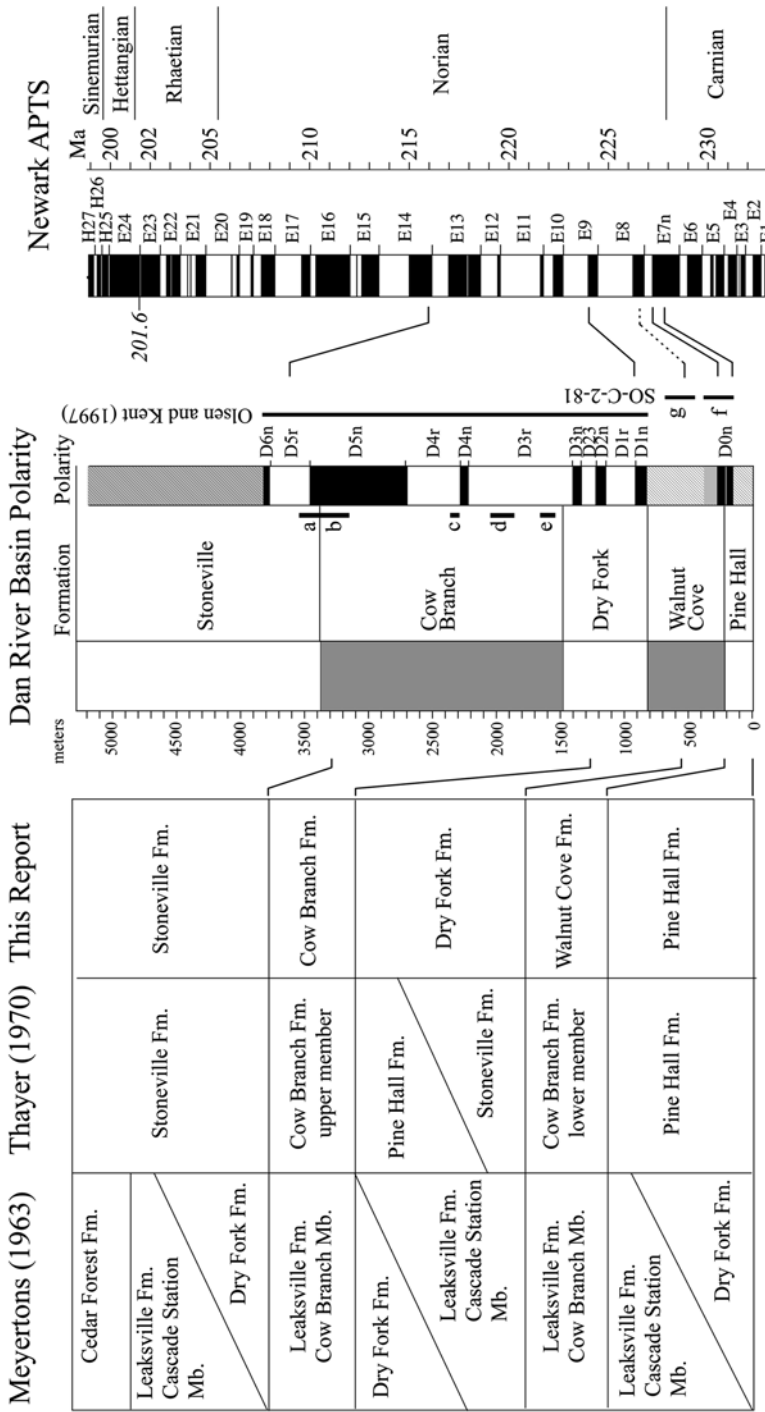 Meyertons (1963)
Thayer (1970)
This Report
Dan River Basin Polarity
Newark APTS
Cedar Forest Fm.
Leaksville Fm.
Cascade Station
Mb.
Dry Fork Fm.
Leaksville Fm.
Cow Branch Mb.
Dry Fork Fm.
Leaksville Fm.
Cascade Station
Mb.
Leaksville Fm.
Cow Branch Mb.
Leaksville Fm.
Cascade Station
Mb.
Dry Fork Fm.
Stoneville Fm.
Cow Branch Fm.
upper member
Pine Hall Fm.
Stoneville Fm.
Cow Branch Fm.
lower member
Pine Hall Fm.
Stoneville Fm.
Cow Branch Fm.
Dry Fork Fm.
Walnut Cove Fm.
Pine Hall Fm.
meters
5000
4500
4000
3500
3000
2500
2000
1500
1000
500
0
Formation
Stoneville
Cow
Branch
Dry Fork
Walnut
Cove
Pine Hall
Polarity
a
b
c
d
e
D6n
D5r
D5n
D4r
D4n
D3r
D3n
D23
D2n
D1r
D1n
D0n
Olsen and Kent (1997)
SO-C-2-81
g
f
201.6
H27
H26
H25
E24
E23
E22
E21
E20
E19
E18
E17
E16
E15
E14
E13
E12
E11
E10
E9
E8
E7n
E6
E5
E4
E3
E2
E1
Ma
200
202
205
210
215
220
225
230
Sinemurian
Hettangian
Rhaetian
Norian
Carnian